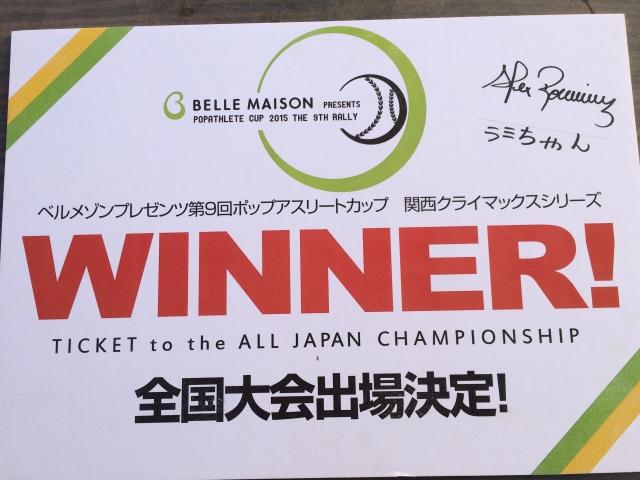 BELLE MAISON PRESENTS
POPATHLETE CUP 2015 THE 9TH RALLY
ラミちゃん
ベルメゾンプレゼンツ第9回ポップアスリートカップ 関西クライマックスシリーズ
WINNER!
TICKET to the ALL JAPAN CHAMPIONSHIP
全国大会出場決定!